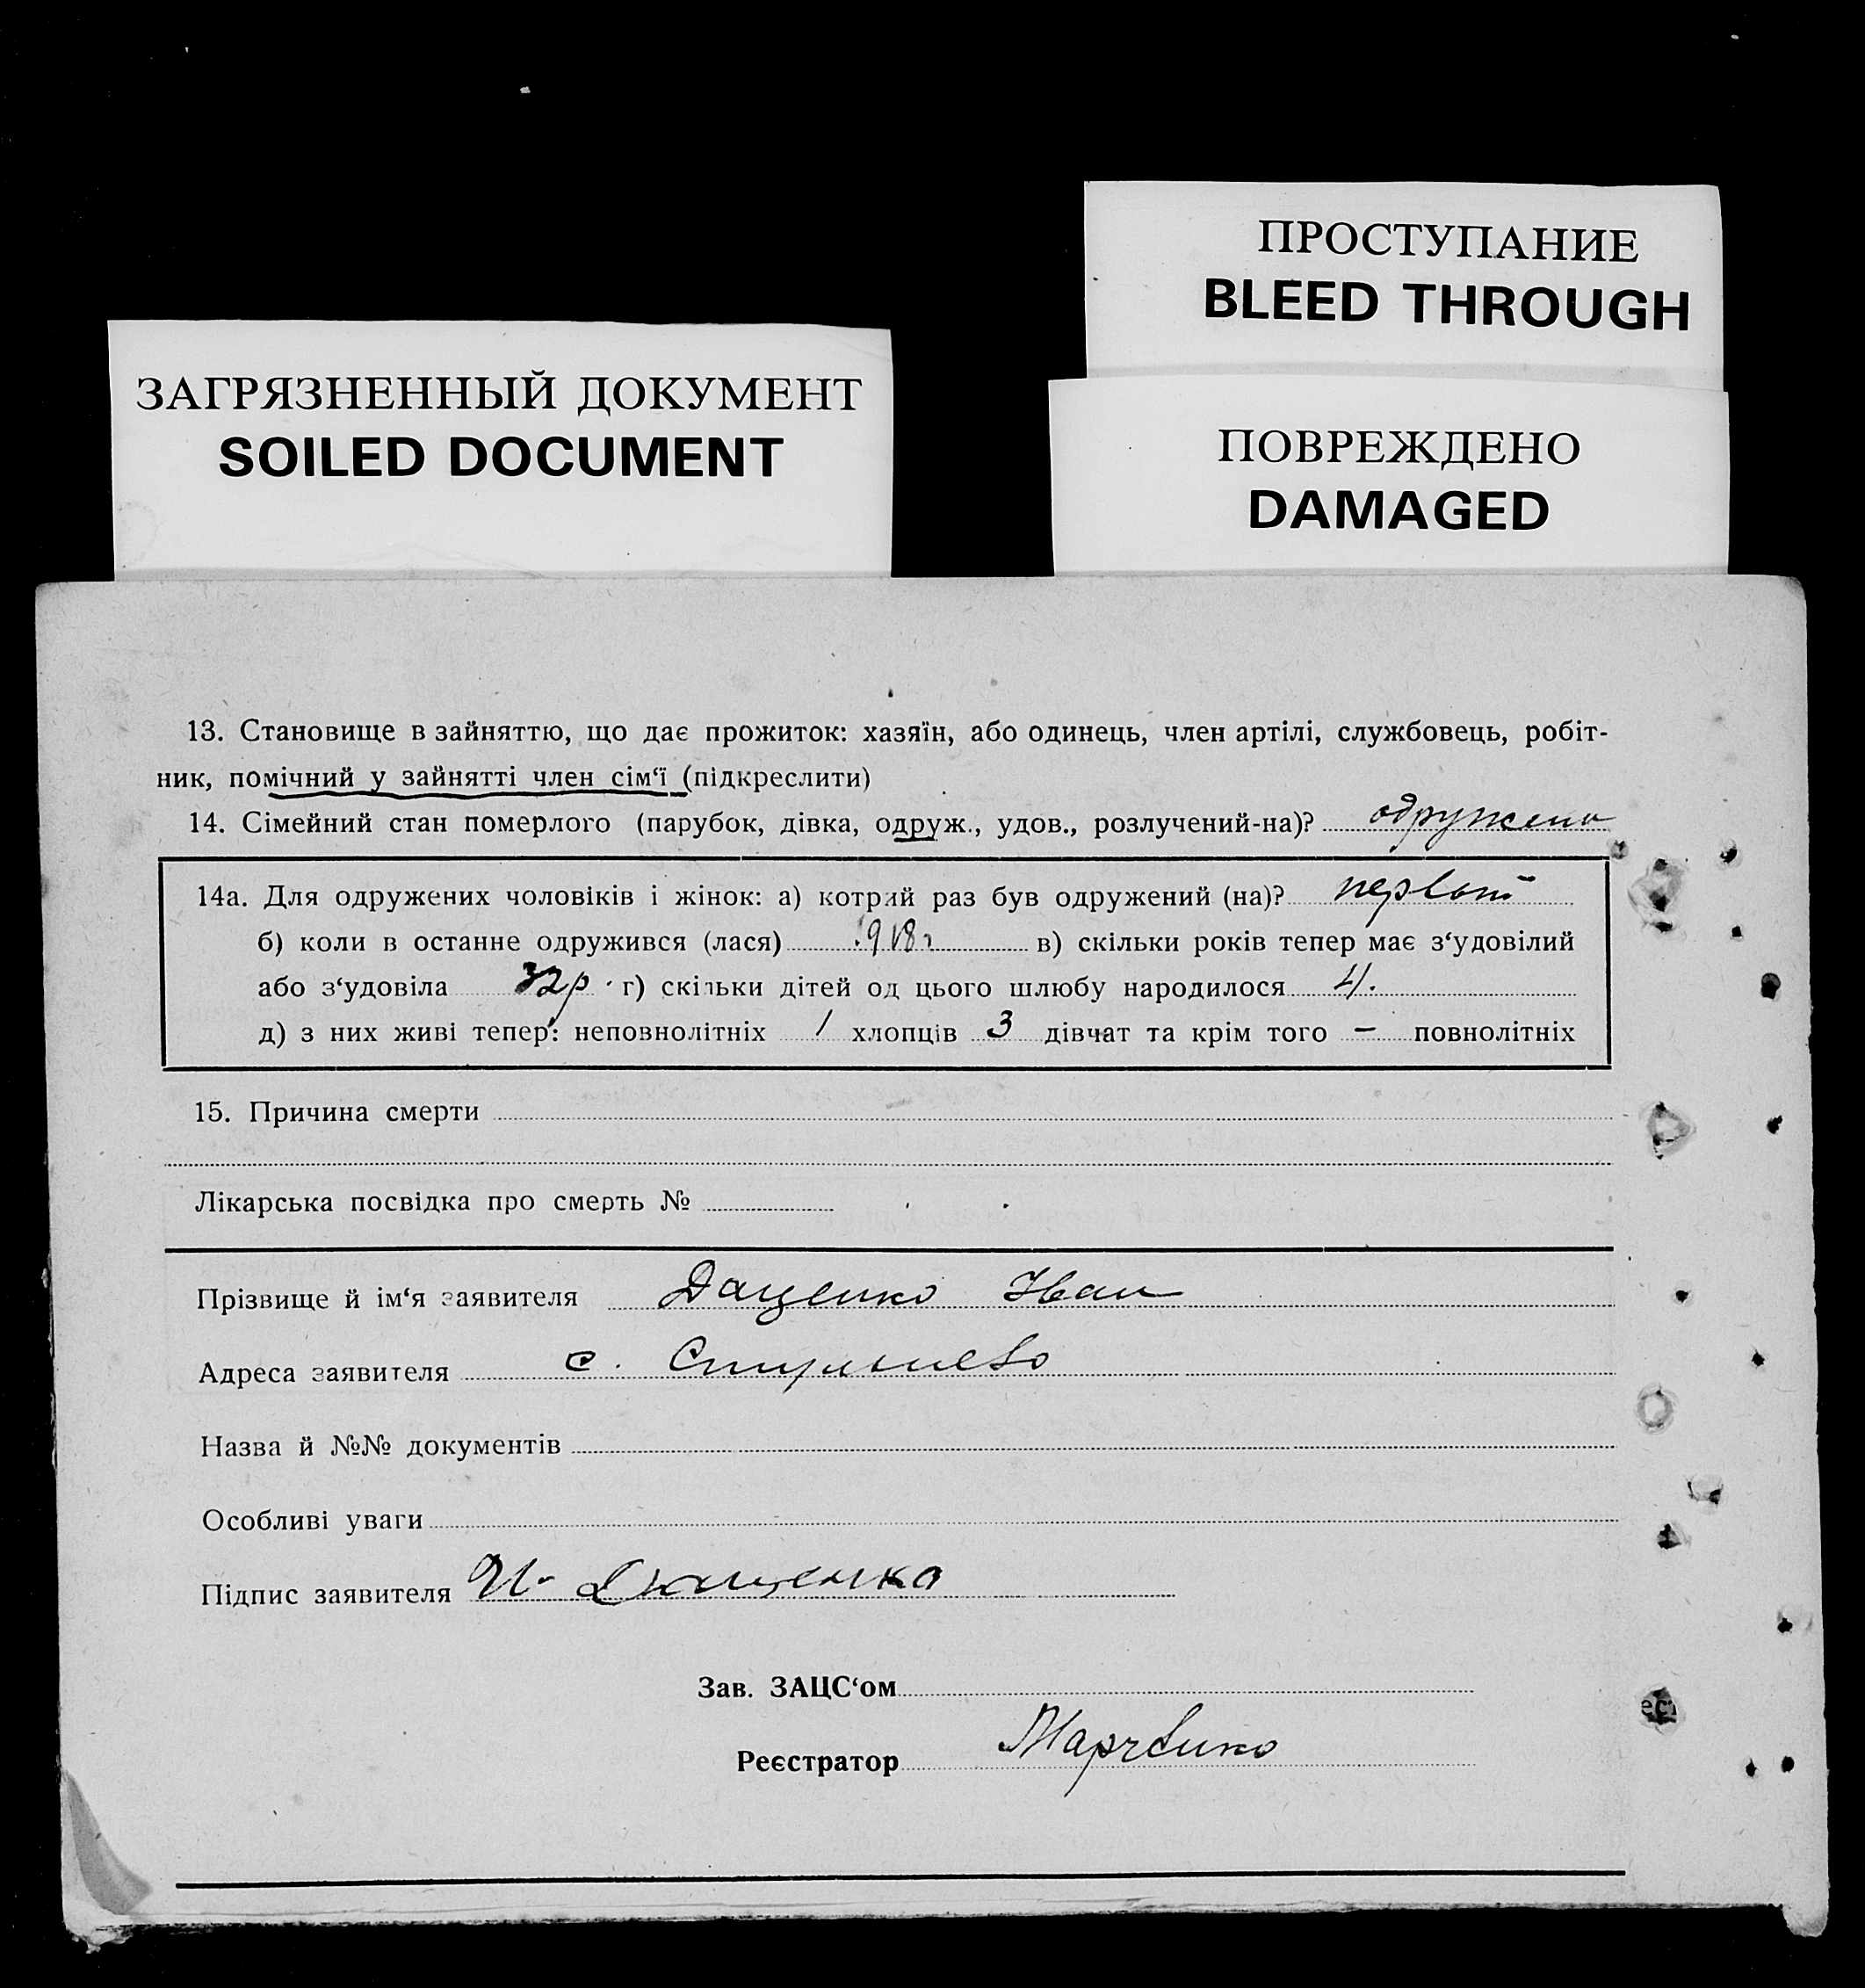 ПРОСТУПАНИЕ
BLEED THROUGH
ЗАГРЯЗНЕННЫЙ ДОКУМЕНТ
SOILED DOCUMENT
ПОВРЕЖДЕНО
DAMAGED
13. Становище в зайняттю, що дає прожиток: хазяїн, або одинець, член артілі, службовець, робіт-
ник, помічний у зайнятті член сім‘ї (підкреслити)
14. Сімейний стан померлого (парубок, дівка, одруж., удов., розлучений-на)? одружена
14а. Для одружених чоловіків і жінок: а) котрий раз був одружений (на)? первый
б) коли в останне одружився (лася) 1918г в) скільки років тепер має з‘удовілий
або з‘удовіла 32р г) скільки дітей од цього шлюбу народилося 4.
д) з них живі тепер: неповнолітніх 1 хлопців 3 дівчат та крім того — повнолітніх
15. Причина смерти
Лікарська посвідка про смерть №
Прізвище й ім‘я заявителя Даценко Иван
Адреса заявителя с.
Назва й №№ документів
Особливі уваги
Підпис заявителя И.
Зав. ЗАЦС‘ом
Реєстратор Марченко